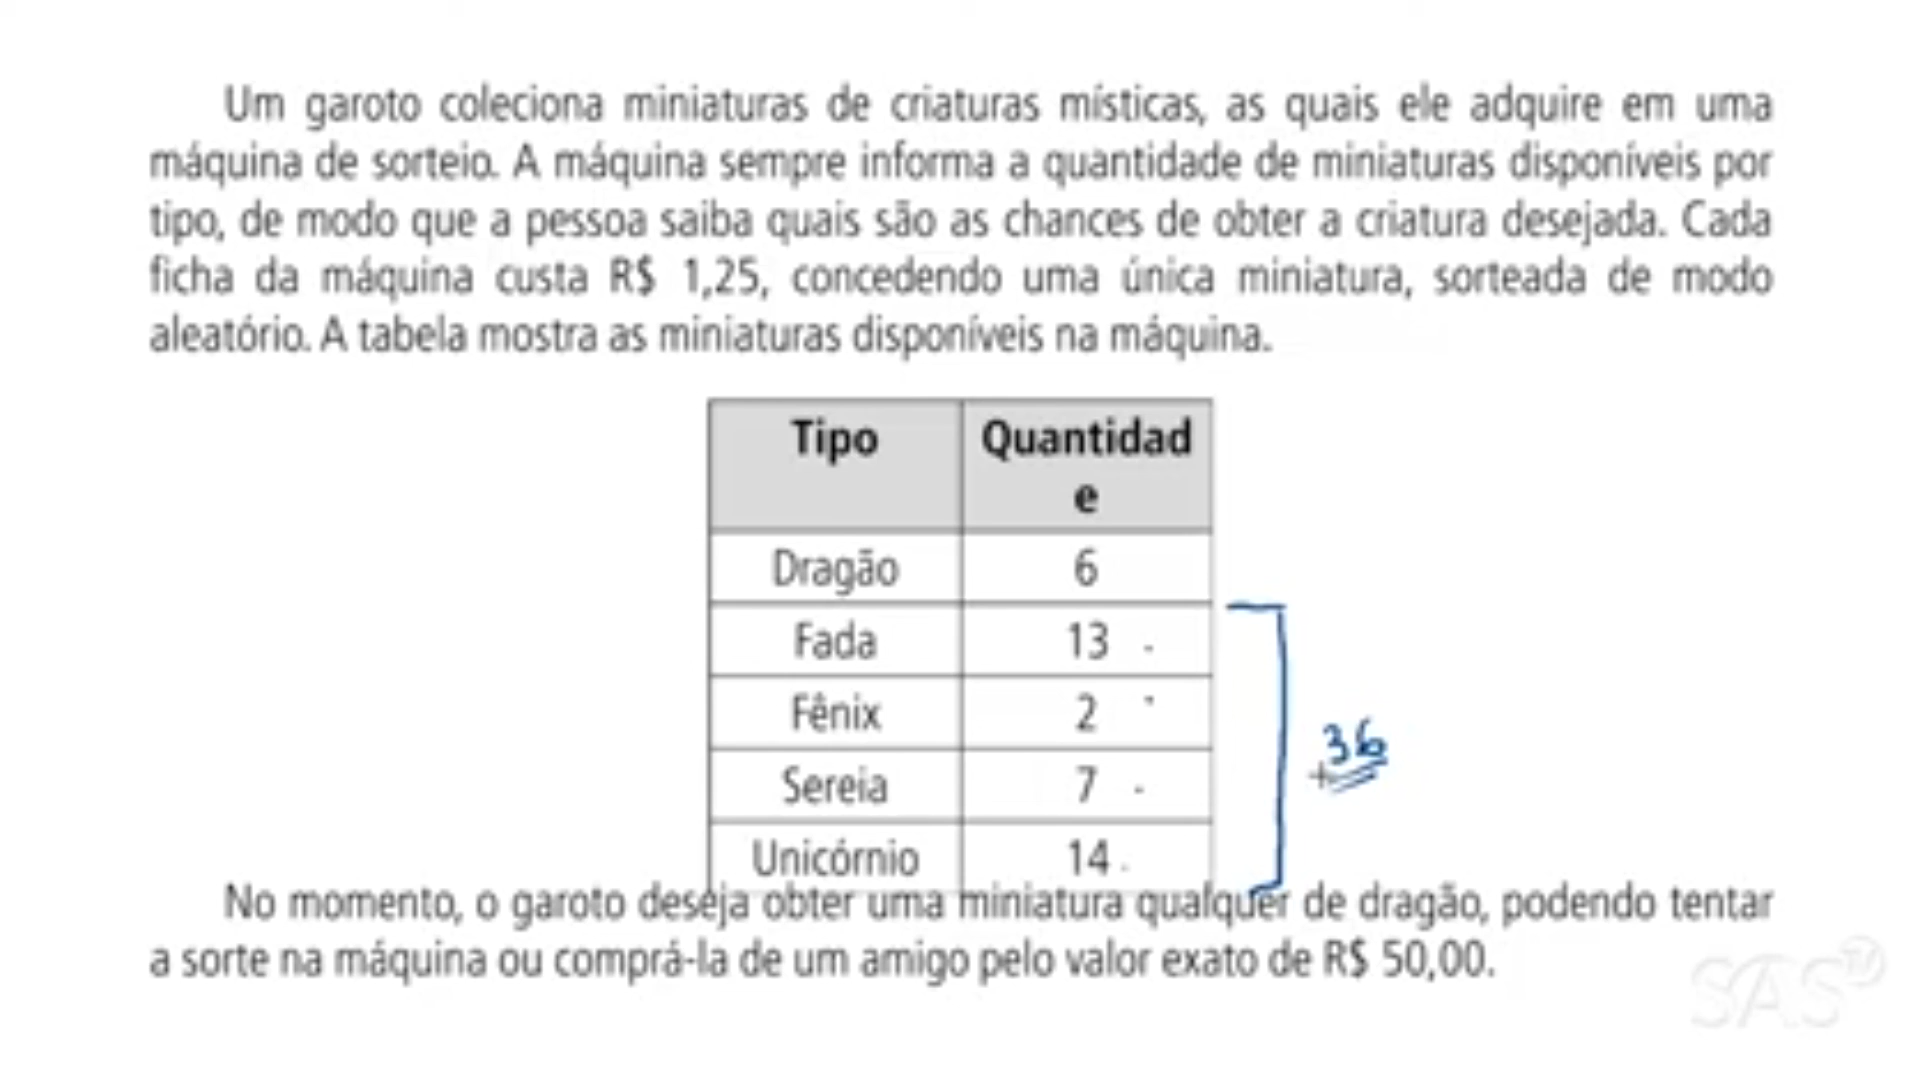 Um garoto coleciona miniaturas de criaturas místicas, as quais ele adquire em uma
máquina de sorteio. A máquina sempre informa a quantidade de miniaturas disponíveis por
tipo, de modo que a pessoa saiba quais são as chances de obter a criatura desejada. Cada
ficha da máquina custa R$ 1,25, concedendo uma única miniatura, sorteada de modo
aleatório. A tabela mostra as miniaturas disponíveis na máquina.
Tipo Quantidad
e
Dragão 6
Fada 13
Fênix 2
Sereia 7
36
Unicórnio 14
No momento, o garoto deseja obter uma miniatura qualquer de dragão, podendo tentar
a sorte na máquina ou comprá-la de um amigo pelo valor exato de R$ 50,00.
SAS TV